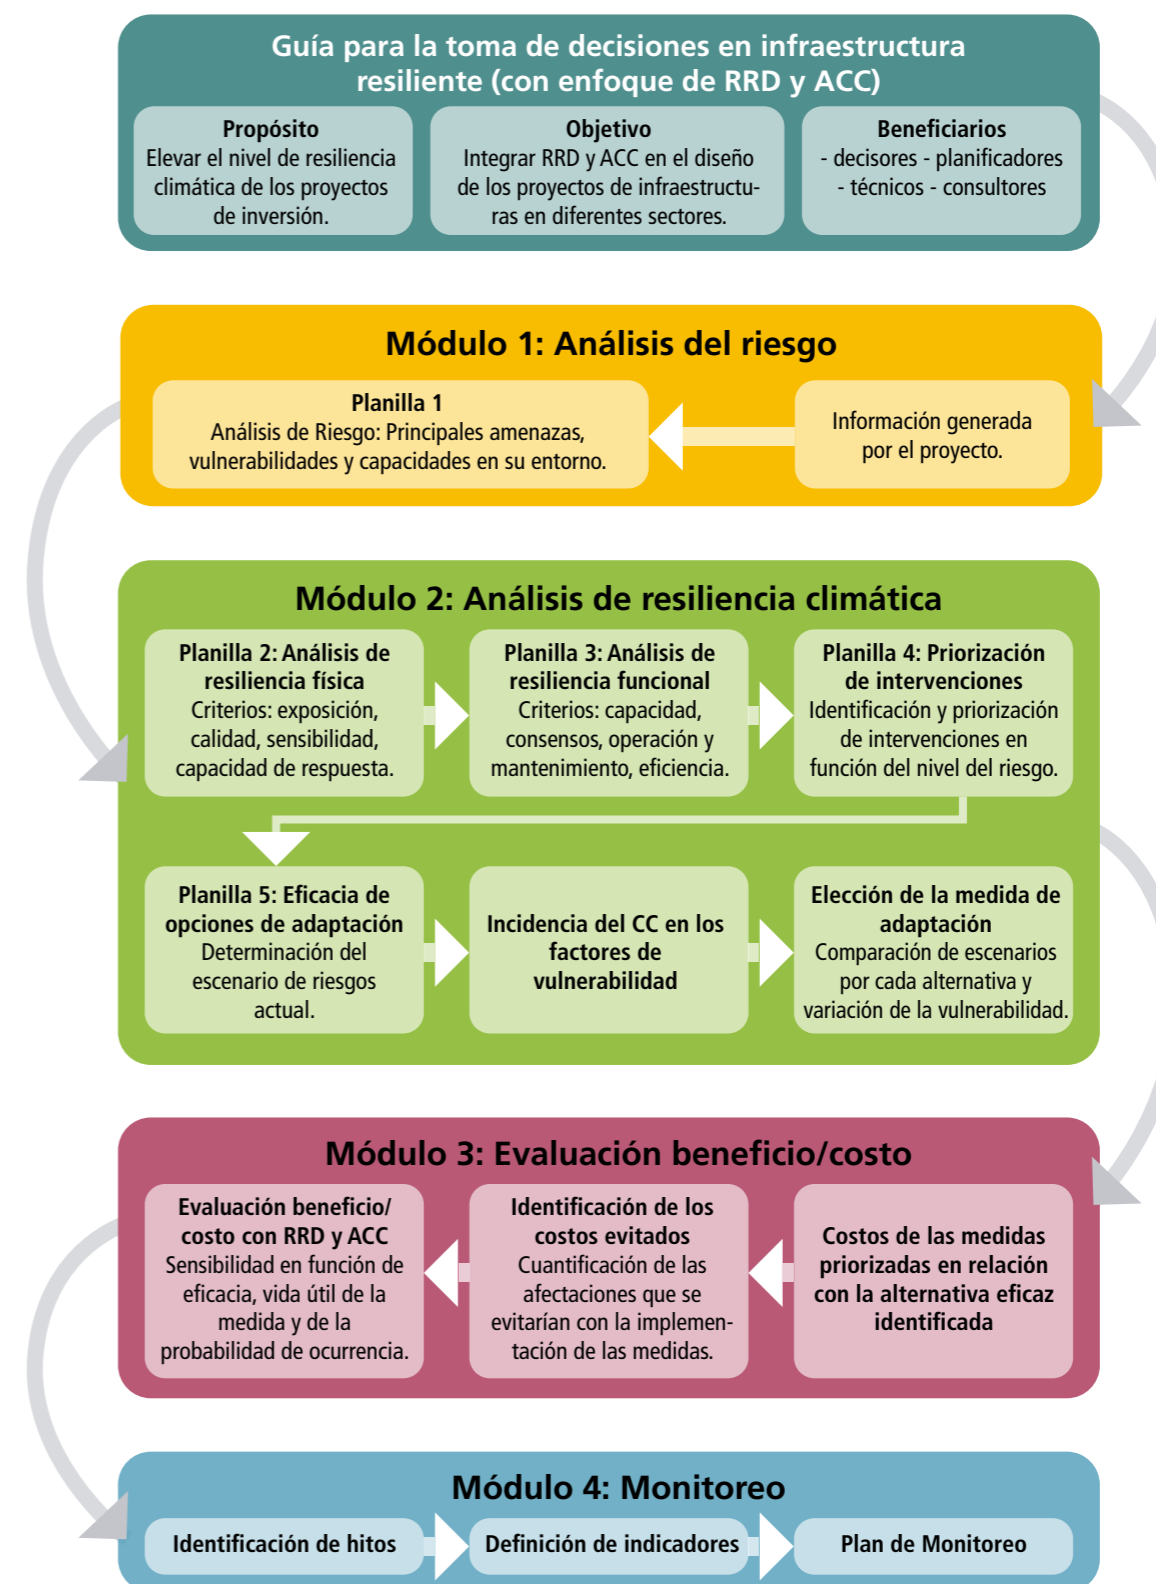 Guía para la toma de decisiones en infraestructura
resiliente (con enfoque de RRD y ACC)
Propósito
Elevar el nivel de resiliencia
climática de los proyectos
de inversión.
Objetivo
Integrar RRD y ACC en el diseño
de los proyectos de infraestructu-
ras en diferentes sectores.
Beneficiarios
- decisores - planificadores
- técnicos - consultores
Módulo 1: Análisis del riesgo
Planilla 1
Análisis de Riesgo: Principales amenazas,
vulnerabilidades y capacidades en su entorno.
Información generada
por el proyecto.
Módulo 2: Análisis de resiliencia climática
Planilla 2: Análisis de
resiliencia física
Criterios: exposición,
calidad, sensibilidad,
capacidad de respuesta.
Planilla 3: Análisis de
resiliencia funcional
Criterios: capacidad,
consensos, operación y
mantenimiento, eficiencia.
Planilla 4: Priorización
de intervenciones
Identificación y priorización
de intervenciones en
función del nivel del riesgo.
Planilla 5: Eficacia de
opciones de adaptación
Determinación del
escenario de riesgos
actual.
Incidencia del CC en los
factores de
vulnerabilidad
Elección de la medida de
adaptación
Comparación de escenarios
por cada alternativa y
variación de la vulnerabilidad.
Módulo 3: Evaluación beneficio/costo
Evaluación beneficio/
costo con RRD y ACC
Sensibilidad en función de
eficacia, vida útil de la
medida y de la
probabilidad de ocurrencia.
Identificación de los
costos evitados
Cuantificación de las
afectaciones que se
evitarían con la implemen-
tación de las medidas.
Costos de las medidas
priorizadas en relación
con la alternativa eficaz
identificada
Módulo 4: Monitoreo
Identificación de hitos
Definición de indicadores
Plan de Monitoreo